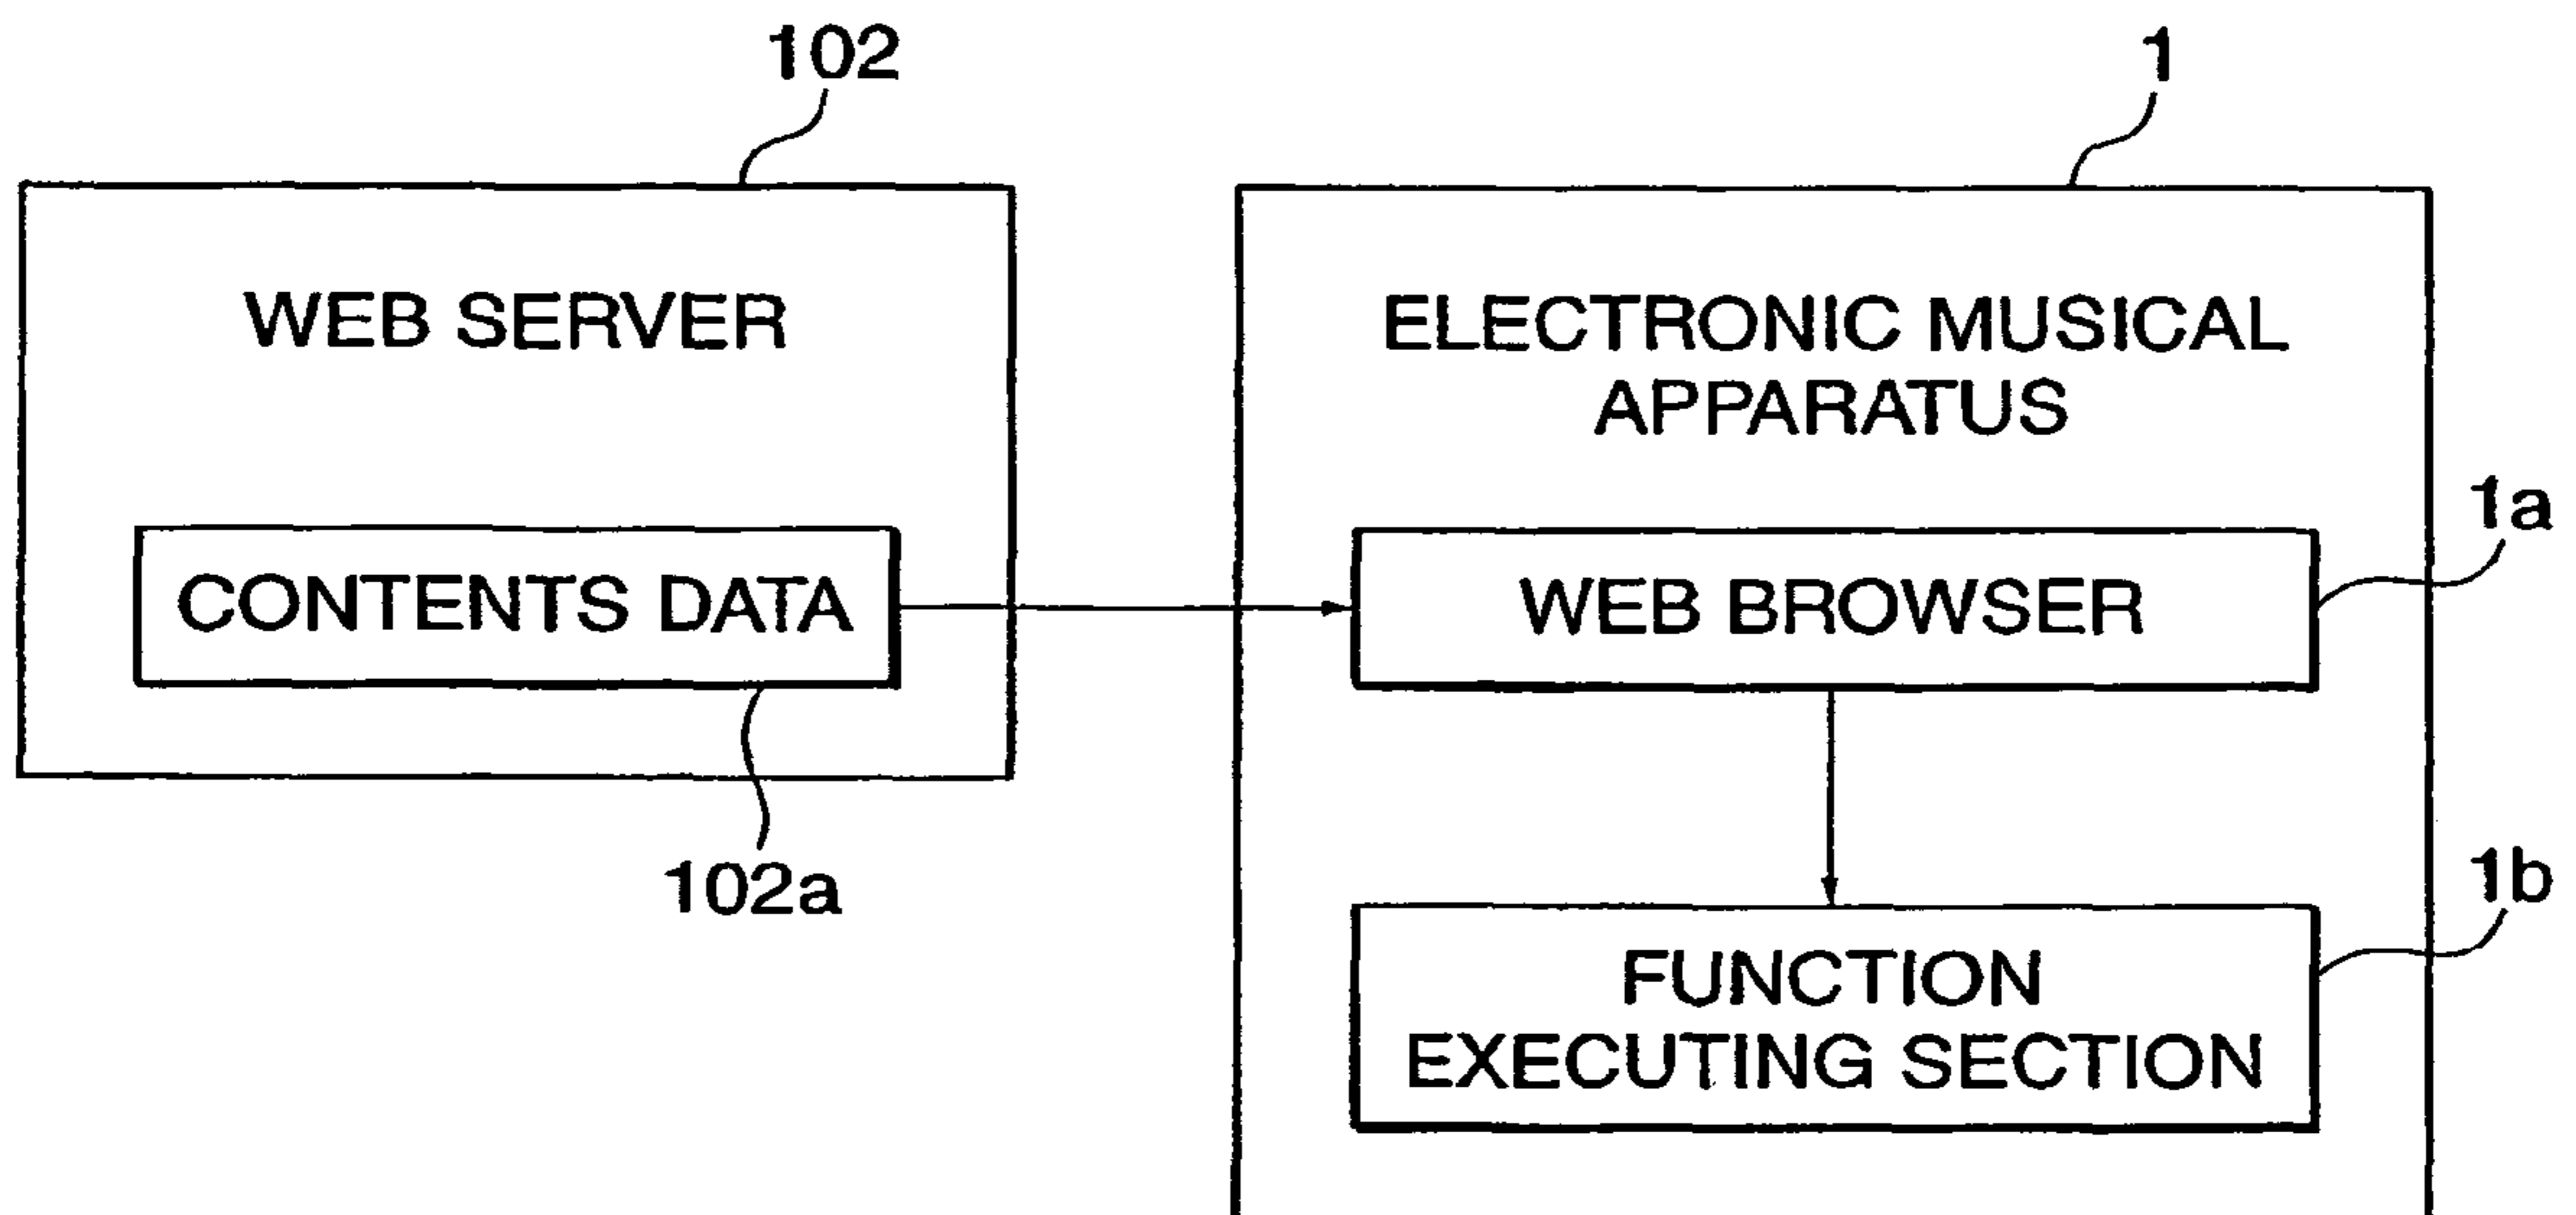 102
1
WEB SERVER
ELECTRONIC MUSICAL
APPARATUS
1a
CONTENTS DATA
WEB BROWSER
102a
1b
FUNCTION
EXECUTING SECTION